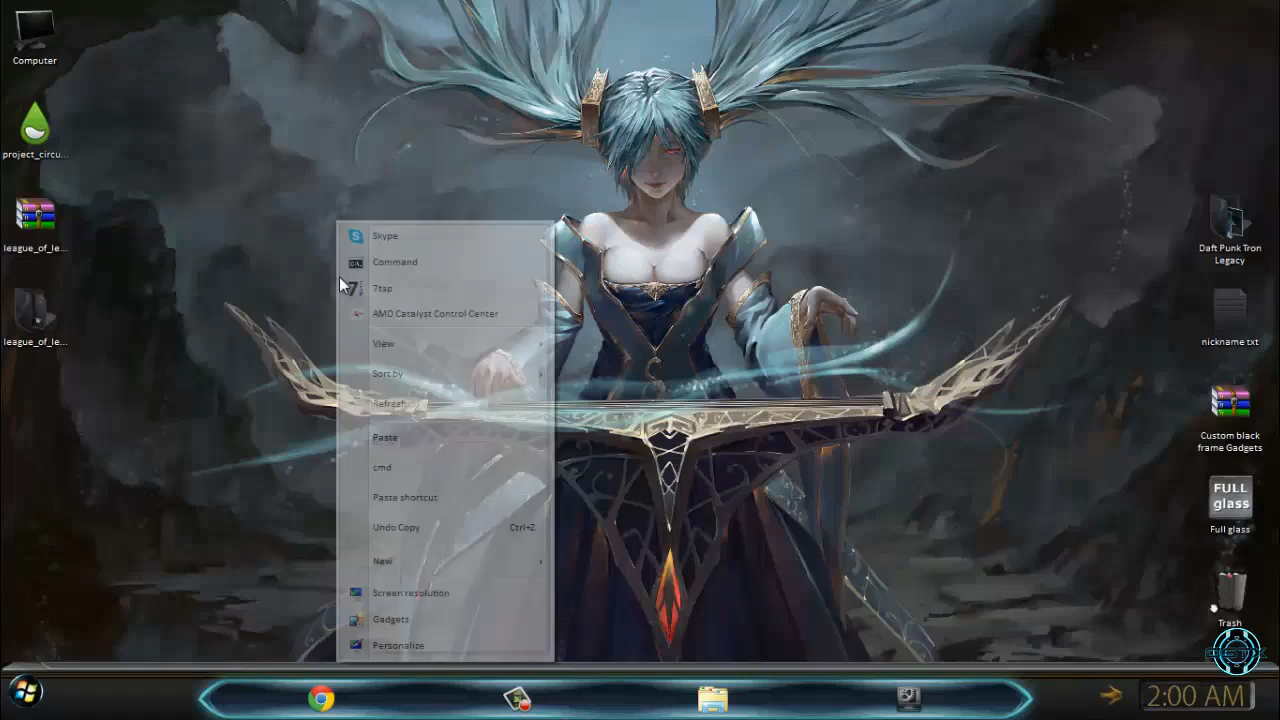 Computer
project_circu...
league_of_le...
league_of_le...
Skype
Command
7tsp
AMD Catalyst Control Center
View
Sort by
Refresh
Paste
cmd
Paste shortcut
Undo Copy Ctrl+Z
New
Screen resolution
Gadgets
Personalize
Daft Punk Tron
Legacy
nickname txt
Custom black
frame Gadgets
FULL
glass
Full glass
Trash
2:00 AM